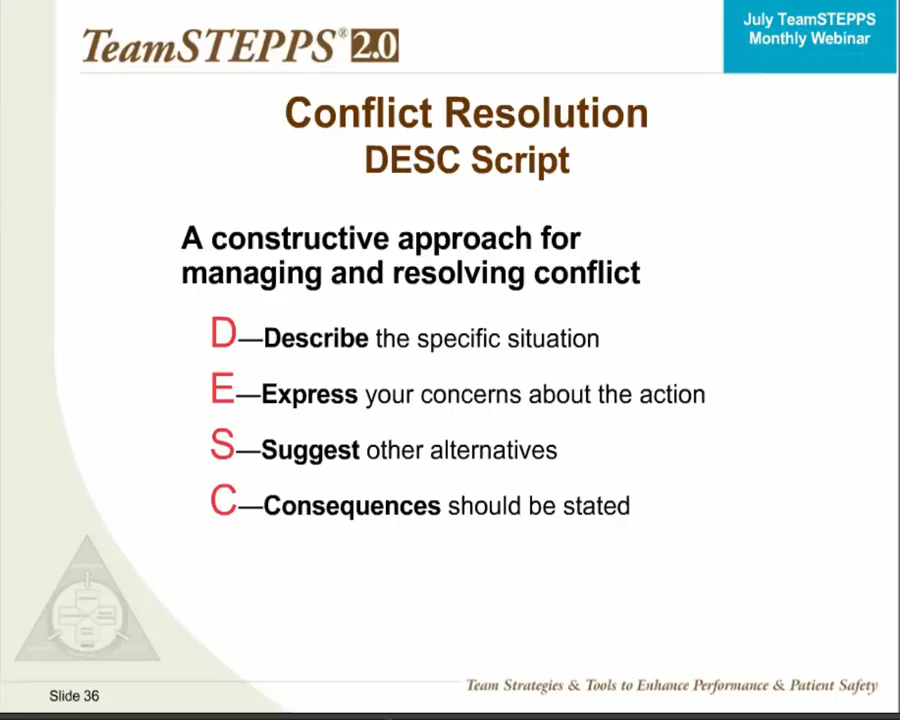 TeamSTEPPS® 2.0
July TeamSTEPPS
Monthly Webinar
Conflict Resolution
DESC Script
A constructive approach for
managing and resolving conflict
D—Describe the specific situation
E—Express your concerns about the action
S—Suggest other alternatives
C—Consequences should be stated
Slide 36
Team Strategies & Tools to Enhance Performance & Patient Safety